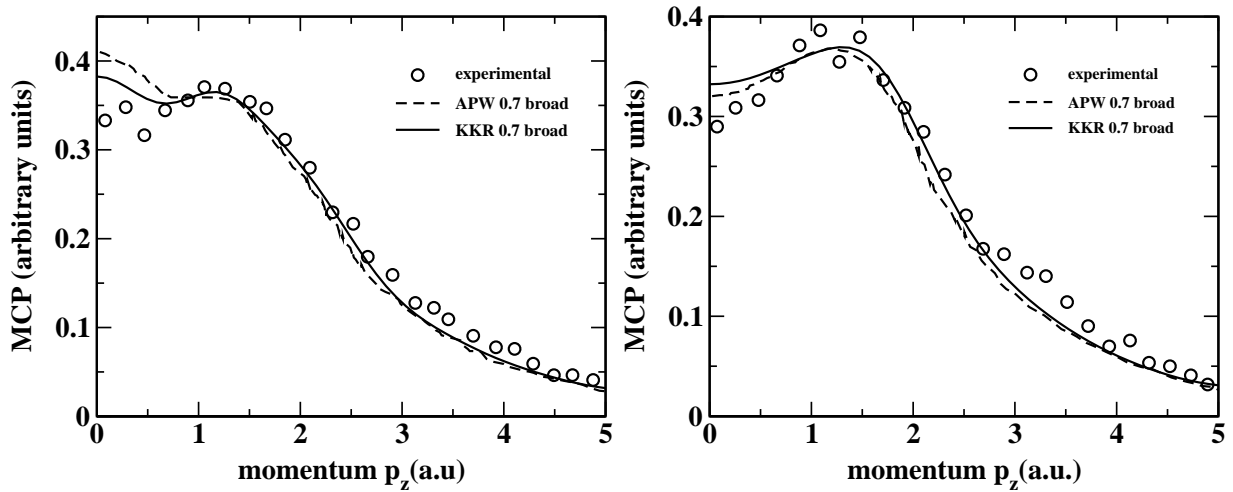 MCP (arbitrary units)
0.4
0.3
0.2
0.1
0
experimental
APW 0.7 broad
KKR 0.7 broad
0 1 2 3 4 5
momentum p_z(a.u)
MCP (arbitrary units)
0.4
0.3
0.2
0.1
0
experimental
APW 0.7 broad
KKR 0.7 broad
0 1 2 3 4 5
momentum p_z(a.u.)